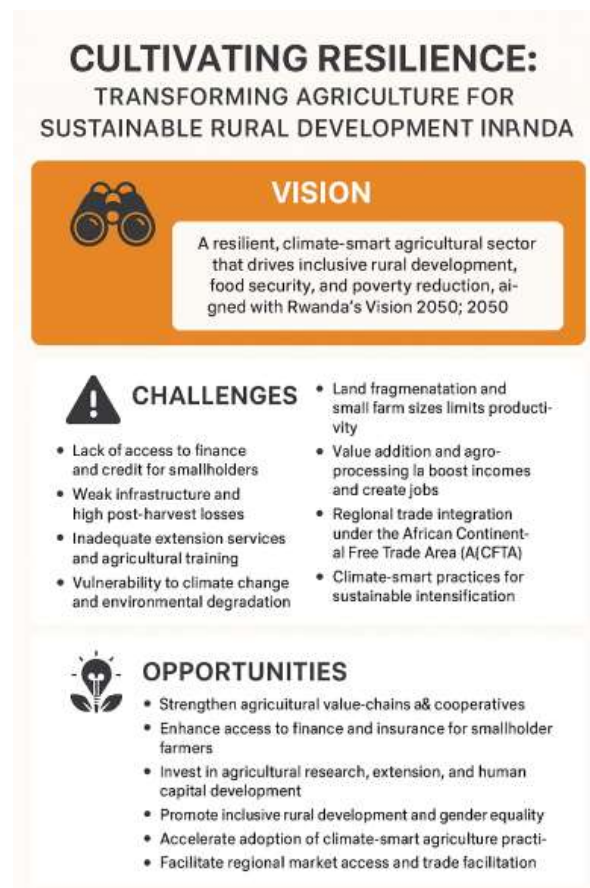 CULTIVATING RESILIENCE:
TRANSFORMING AGRICULTURE FOR
SUSTAINABLE RURAL DEVELOPMENT INRANDA
VISION
A resilient, climate-smart agricultural sector
that drives inclusive rural development,
food security, and poverty reduction, ai-
gned with Rwanda's Vision 2050; 2050
CHALLENGES
• Lack of access to finance
and credit for smallholders
• Weak infrastructure and
high post-harvest losses
• Inadequate extension services
and agricultural training
• Vulnerability to climate change
and environmental degradation
• Land fragmenatation and
small farm sizes limits producti-
vity
• Value addition and agro-
processing la boost incomes
and create jobs
• Regional trade integration
under the African Continent-
al Free Trade Area (A(CFTA)
• Climate-smart practices for
sustainable intensification
OPPORTUNITIES
• Strengthen agricuitural value-chains a& cooperatives
• Enhance access to finance and insurance for smallholder
farmers
• Invest in agricultural research, extension, and human
capital development
• Promote inclusive rural development and gender equality
• Accelerate adoption of climate-smart agriculture practi-
• Facilitate regional market access and trade facilitation